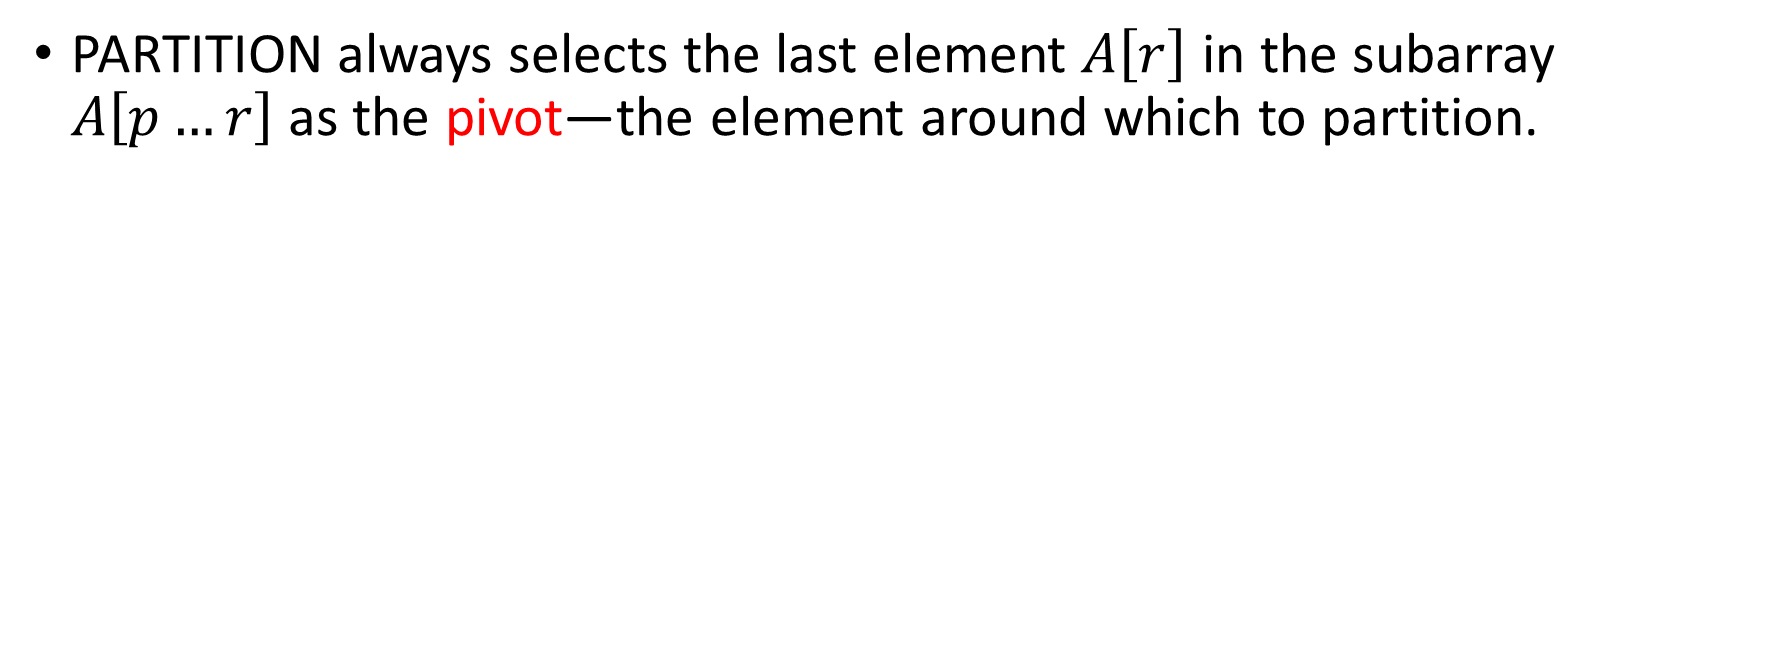 • PARTITION always selects the last element A[r] in the subarray
A[p … r] as the pivot—the element around which to partition.